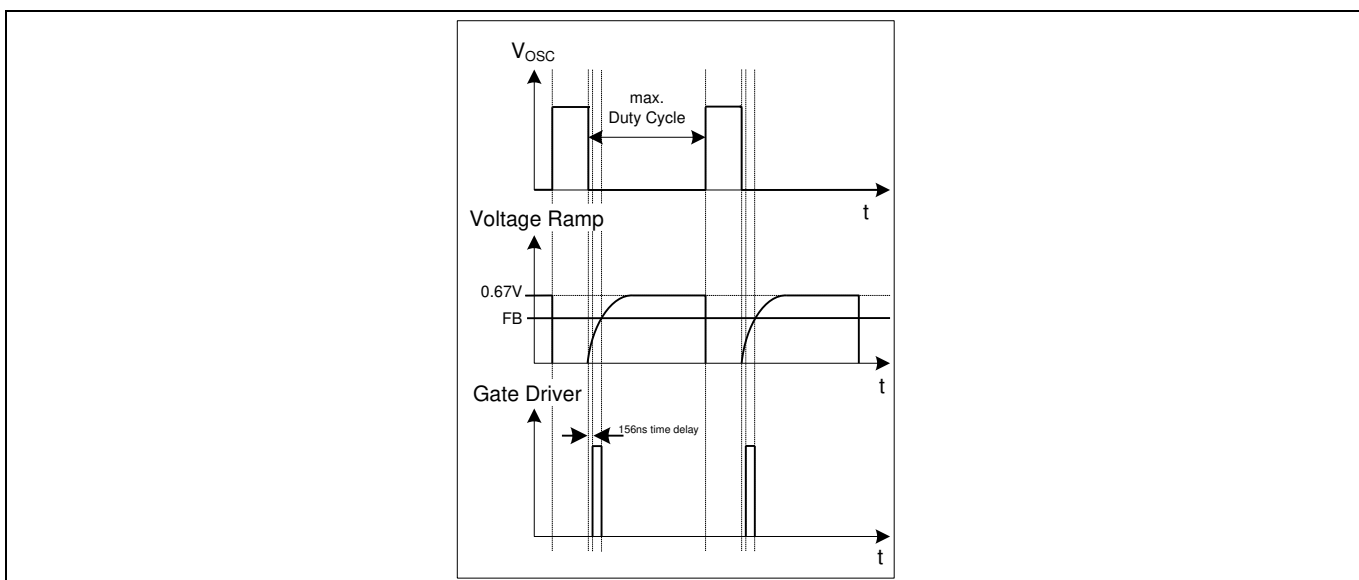 VOSC
max.
Duty Cycle
t
Voltage Ramp
0.67V
FB
t
Gate Driver
156ns time delay
t